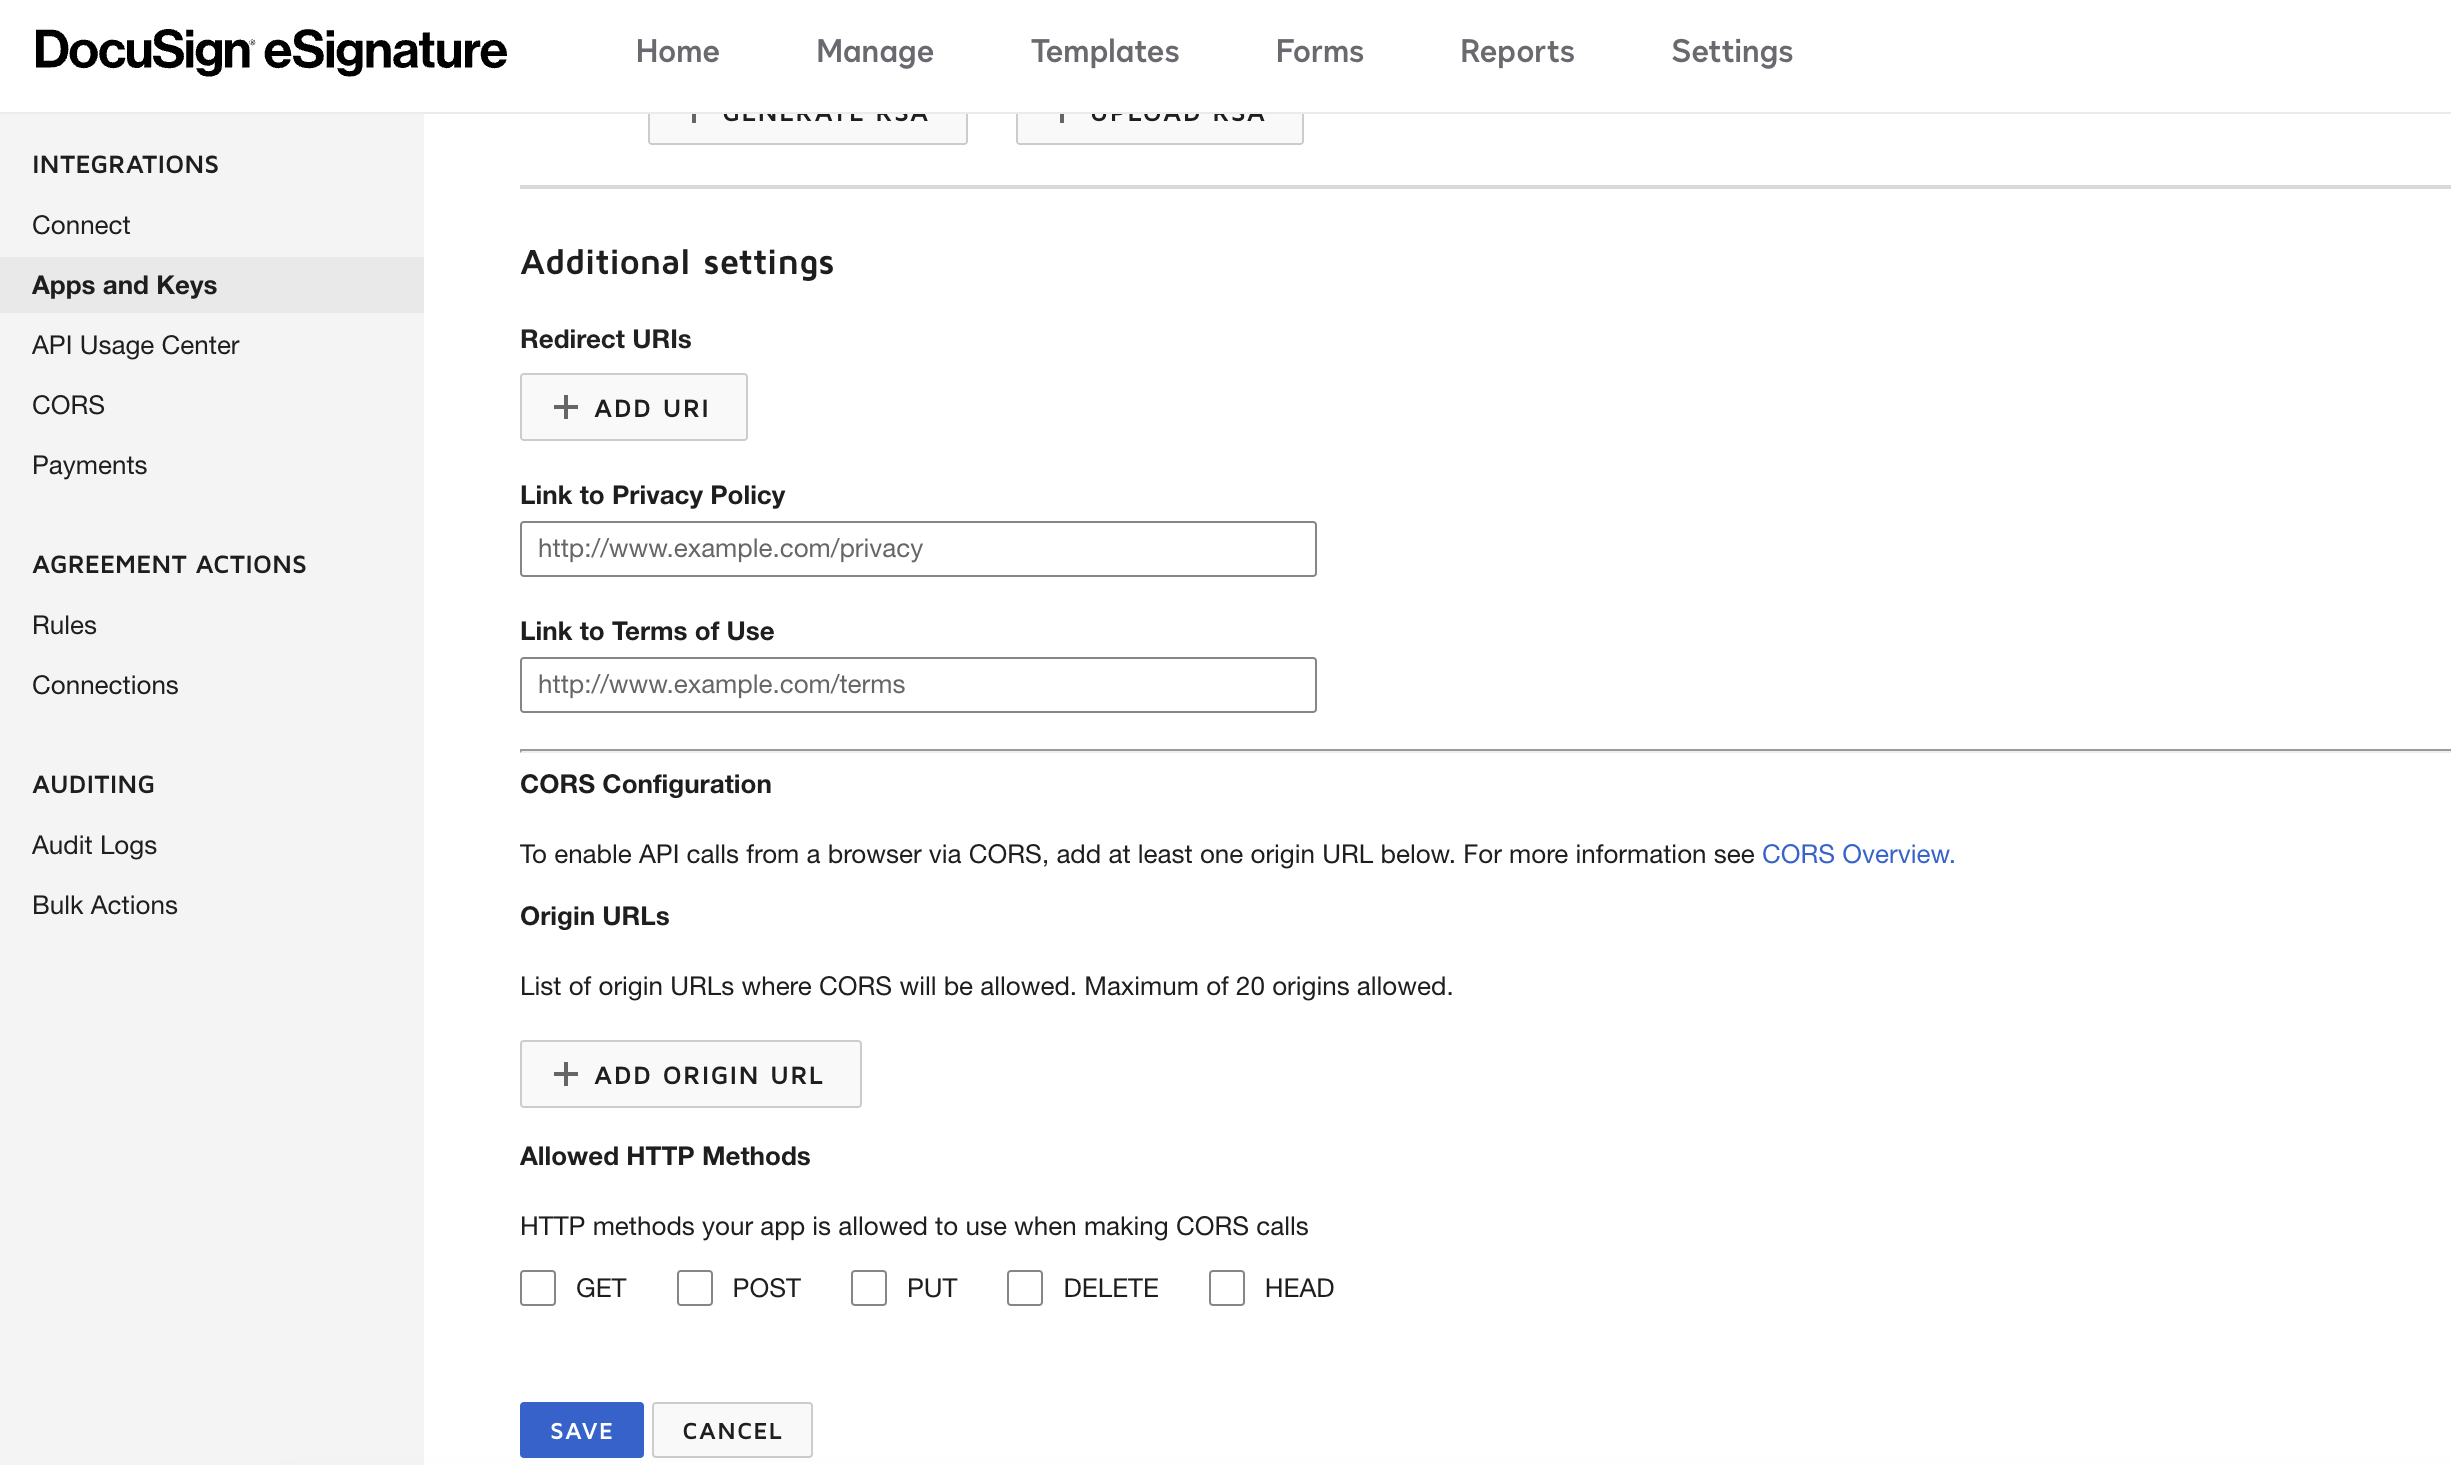 DocuSign eSignature
Home Manage Templates Forms Reports Settings
GENERATE RSA UPLOAD RSA
INTEGRATIONS
Connect
Apps and Keys
API Usage Center
CORS
Payments
AGREEMENT ACTIONS
Rules
Connections
AUDITING
Audit Logs
Bulk Actions
Additional settings
Redirect URIs
+ ADD URI
Link to Privacy Policy
http://www.example.com/privacy
Link to Terms of Use
http://www.example.com/terms
CORS Configuration
To enable API calls from a browser via CORS, add at least one origin URL below. For more information see CORS Overview.
Origin URLs
List of origin URLs where CORS will be allowed. Maximum of 20 origins allowed.
+ ADD ORIGIN URL
Allowed HTTP Methods
HTTP methods your app is allowed to use when making CORS calls
GET POST PUT DELETE HEAD
SAVE CANCEL